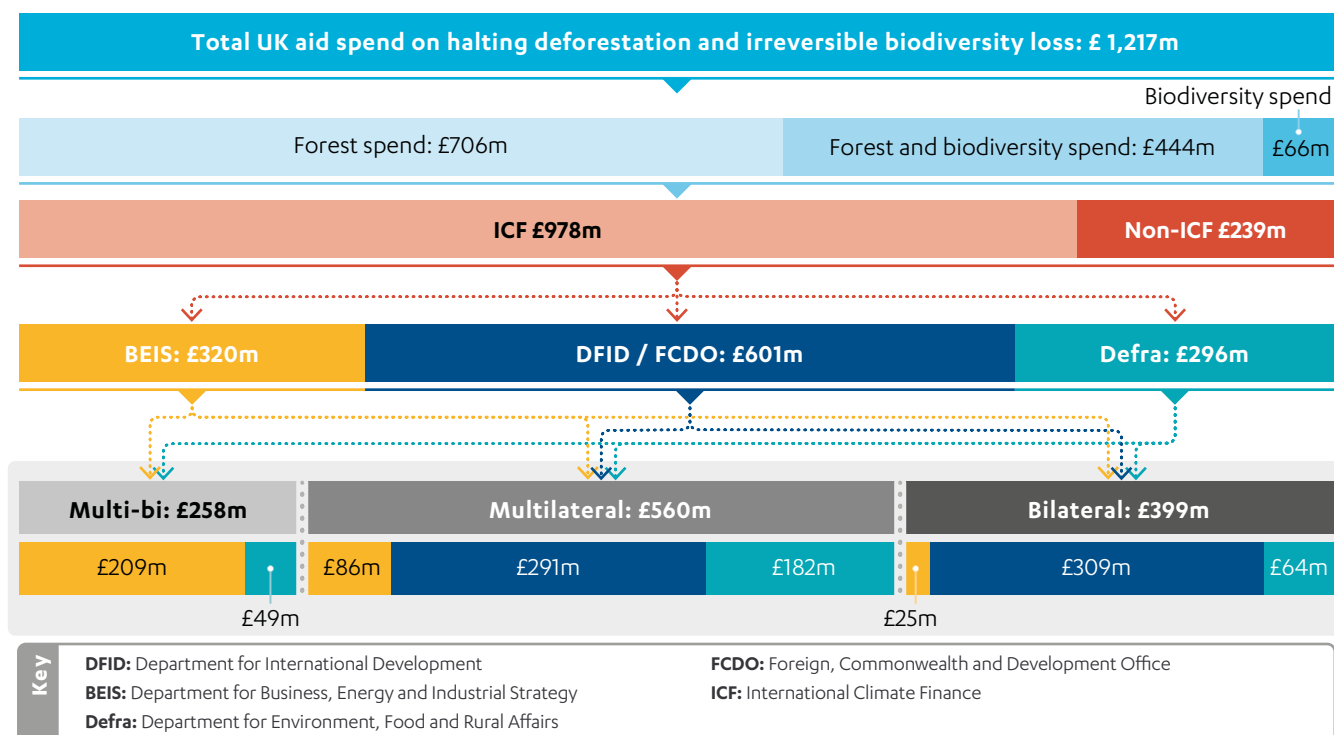 Total UK aid spend on halting deforestation and irreversible biodiversity loss: £ 1,217m
Biodiversity spend
Forest spend: £706m
Forest and biodiversity spend: £444m
£66m
ICF £978m
Non-ICF £239m
BEIS: £320m
DFID / FCDO: £601m
Defra: £296m
Multi-bi: £258m
Multilateral: £560m
Bilateral: £399m
£209m
£86m
£291m
£182m
£309m
£64m
£49m
£25m
Key
DFID: Department for International Development
BEIS: Department for Business, Energy and Industrial Strategy
Defra: Department for Environment, Food and Rural Affairs
FCDO: Foreign, Commonwealth and Development Office
ICF: International Climate Finance